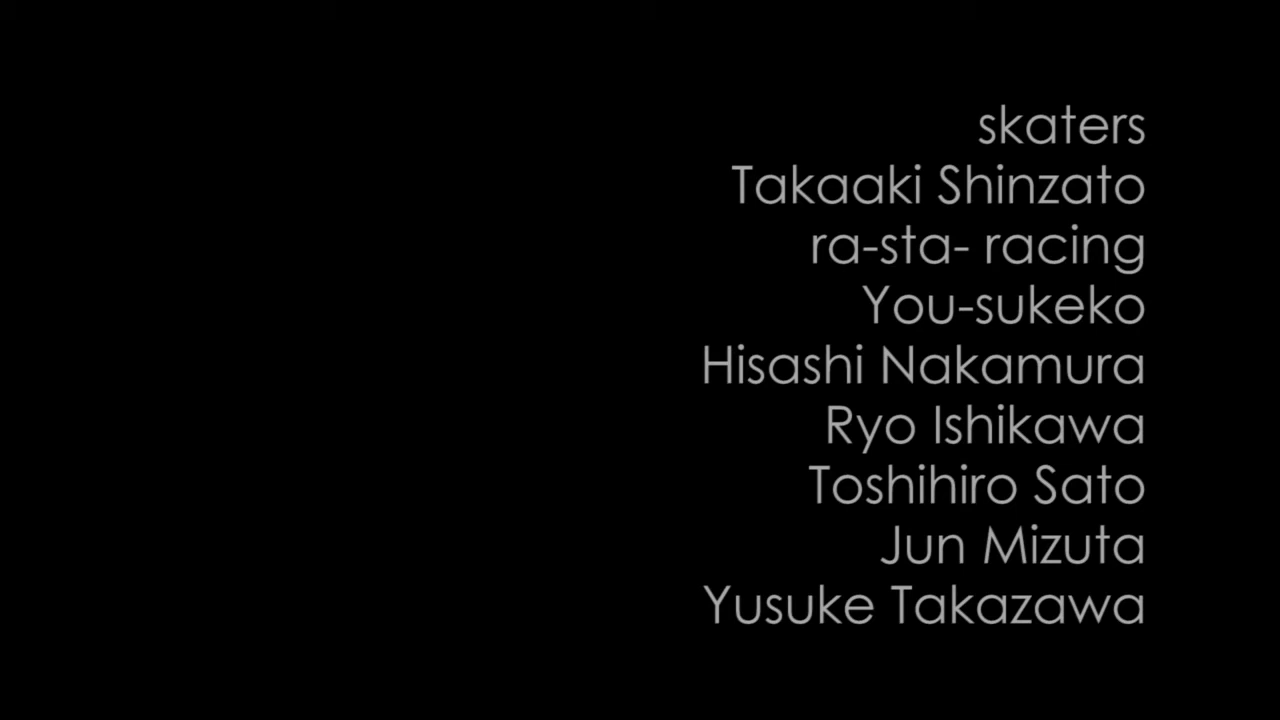 skaters
Takaaki Shinzato
ra-sta- racing
You-sukeko
Hisashi Nakamura
Ryo Ishikawa
Toshihiro Sato
Jun Mizuta
Yusuke Takazawa